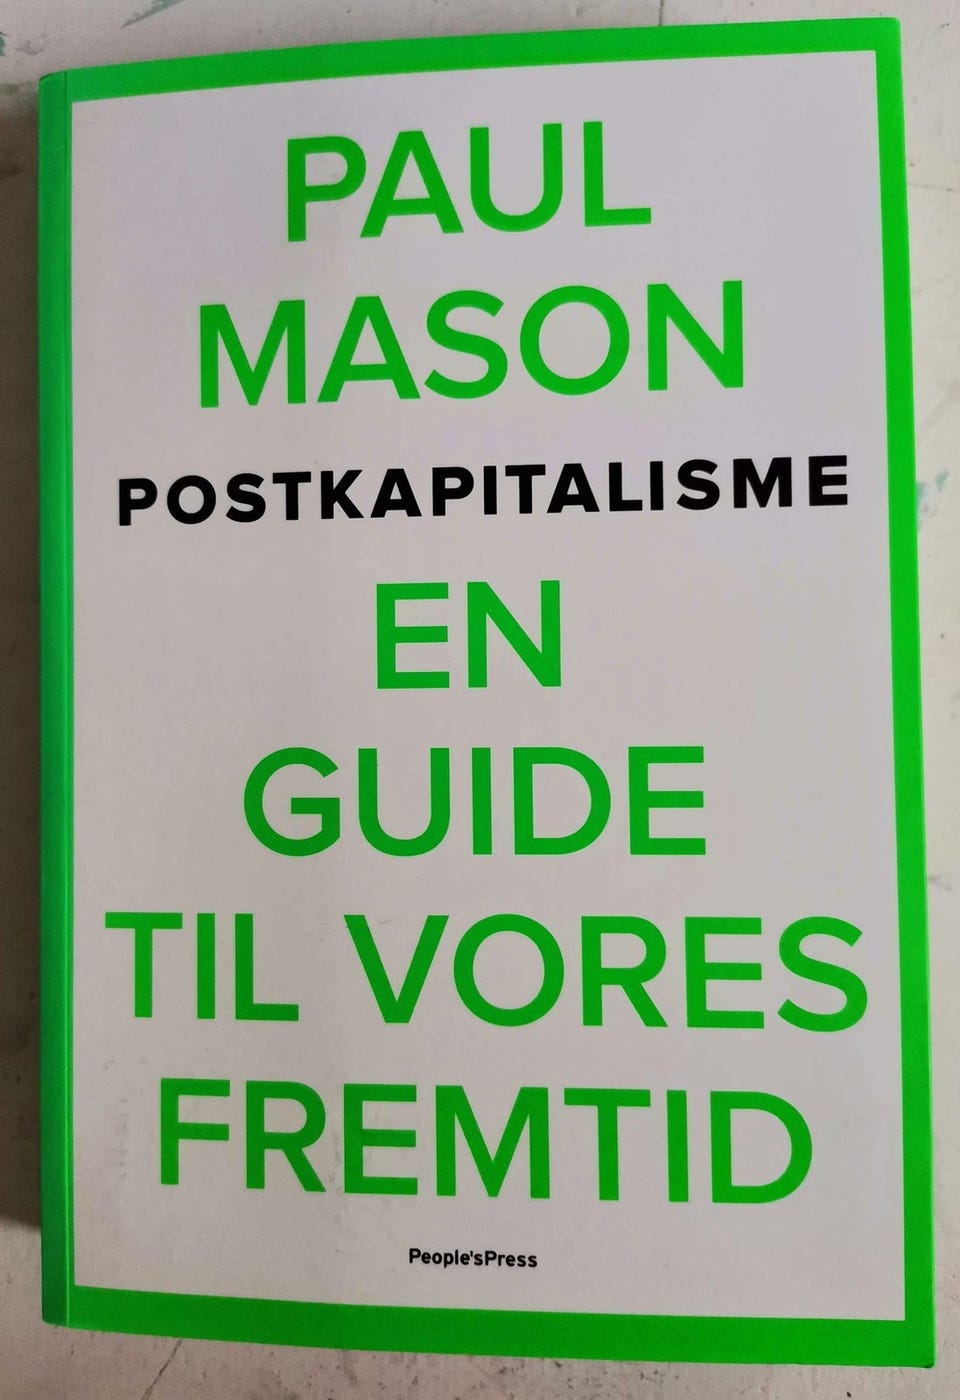 PAUL
MASON
POSTKAPITALISME
EN
GUIDE
TIL VORES
FREMTID
People'sPress